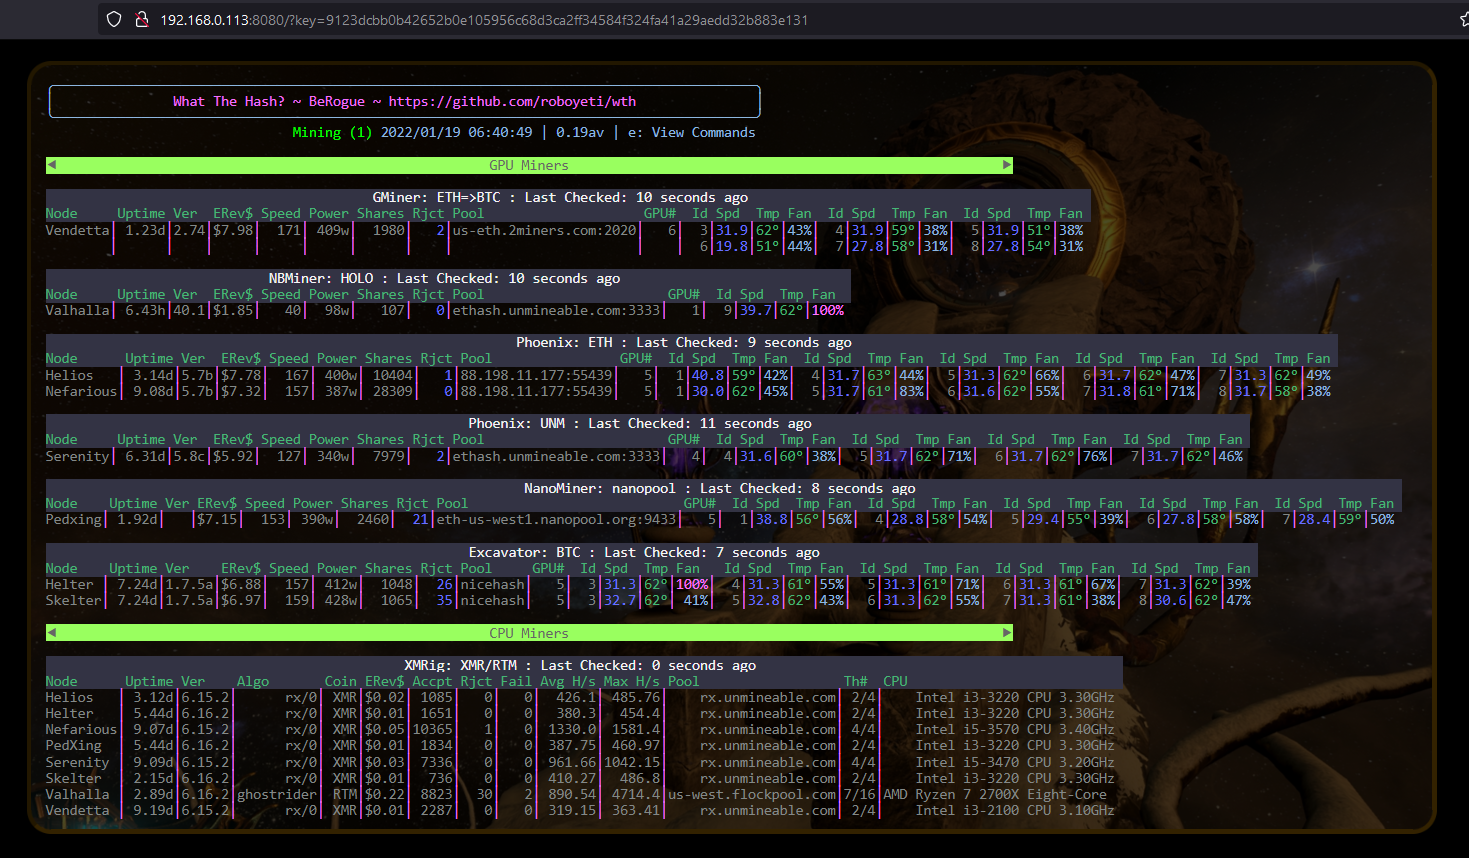 192.168.0.113:8080/?key=9123dcbb0b42652b0e105956c68d3ca2ff34584f324fa41a29aedd32b883e131
What The Hash? ~ BeRogue ~ https://github.com/roboyeti/wth
Mining (1) 2022/01/19 06:40:49 | 0.19av | e: View Commands
GPU Miners
GMiner: ETH=>BTC : Last Checked: 10 seconds ago
Node Uptime Ver ERev$ Speed Power Shares Rjct Pool GPU# Id Spd Tmp Fan Id Spd Tmp Fan Id Spd Tmp Fan
Vendetta| 1.23d|2.74|$7.98| 171| 409w| 1980| 2|us-eth.2miners.com:2020| 6| 3|31.9|62°|43% 4|31.9|59°|38% 5|31.9|51°|38%
6|19.8|51°|44% 7|27.8|58°|31% 8|27.8|54°|31%
NBMiner: HOLO : Last Checked: 10 seconds ago
Node Uptime Ver ERev$ Speed Power Shares Rjct Pool GPU# Id Spd Tmp Fan
Valhalla| 6.43h|40.1|$1.85| 40| 98w| 107| 0|ethash.unmineable.com:3333| 1| 9|39.7|62°|100%
Phoenix: ETH : Last Checked: 9 seconds ago
Node Uptime Ver ERev$ Speed Power Shares Rjct Pool GPU# Id Spd Tmp Fan Id Spd Tmp Fan Id Spd Tmp Fan Id Spd Tmp Fan Id Spd Tmp Fan
Helios | 3.14d|5.7b|$7.78| 167| 400w| 10404| 1|88.198.11.177:55439| 5| 1|40.8|59°|42% 4|31.7|63°|44% 5|31.3|62°|66% 6|31.7|62°|47% 7|31.3|62°|49%
Nefarious| 9.08d|5.7b|$7.32| 157| 387w| 28309| 0|88.198.11.177:55439| 5| 1|30.0|62°|45% 5|31.7|61°|83% 6|31.6|62°|55% 7|31.8|61°|71% 8|31.7|58°|38%
Phoenix: UNM : Last Checked: 11 seconds ago
Node Uptime Ver ERev$ Speed Power Shares Rjct Pool GPU# Id Spd Tmp Fan Id Spd Tmp Fan Id Spd Tmp Fan Id Spd Tmp Fan
Serenity| 6.31d|5.8c|$5.92| 127| 340w| 7979| 2|ethash.unmineable.com:3333| 4| 4|31.6|60°|38% 5|31.7|62°|71% 6|31.7|62°|76% 7|31.7|62°|46%
NanoMiner: nanopool : Last Checked: 8 seconds ago
Node Uptime Ver ERev$ Speed Power Shares Rjct Pool GPU# Id Spd Tmp Fan Id Spd Tmp Fan Id Spd Tmp Fan Id Spd Tmp Fan Id Spd Tmp Fan
Pedxing| 1.92d| |$7.15| 153| 390w| 2460| 21|eth-us-west1.nanopool.org:9433| 5| 1|38.8|56°|56% 4|28.8|58°|54% 5|29.4|55°|39% 6|27.8|58°|58% 7|28.4|59°|50%
Excavator: BTC : Last Checked: 7 seconds ago
Node Uptime Ver ERev$ Speed Power Shares Rjct Pool GPU# Id Spd Tmp Fan Id Spd Tmp Fan Id Spd Tmp Fan Id Spd Tmp Fan Id Spd Tmp Fan
Helter | 7.24d|1.7.5a|$6.88| 157| 412w| 1048| 26|nicehash| 5| 3|31.3|62°|100% 4|31.3|61°|55% 5|31.3|61°|71% 6|31.3|61°|67% 7|31.3|62°|39%
Skelter| 7.24d|1.7.5a|$6.97| 159| 428w| 1065| 35|nicehash| 5| 3|32.7|62°| 41% 5|32.8|62°|43% 6|31.3|62°|55% 7|31.3|61°|38% 8|30.6|62°|47%
CPU Miners
XMRig: XMR/RTM : Last Checked: 0 seconds ago
Node Uptime Ver Algo Coin ERev$ Accpt Rjct Fail Avg H/s Max H/s Pool Th# CPU
Helios | 3.12d|6.15.2| rx/0| XMR|$0.02| 1085| 0| 0| 426.1| 485.76| rx.unmineable.com| 2/4| Intel i3-3220 CPU 3.30GHz
Helter | 5.44d|6.16.2| rx/0| XMR|$0.01| 1651| 0| 0| 380.3| 454.4| rx.unmineable.com| 2/4| Intel i3-3220 CPU 3.30GHz
Nefarious| 9.07d|6.15.2| rx/0| XMR|$0.05|10365| 1| 0| 1330.0| 1581.4| rx.unmineable.com| 4/4| Intel i5-3570 CPU 3.40GHz
PedXing | 5.44d|6.16.2| rx/0| XMR|$0.01| 1834| 0| 0| 387.75| 460.97| rx.unmineable.com| 2/4| Intel i3-3220 CPU 3.30GHz
Serenity | 9.09d|6.15.2| rx/0| XMR|$0.03| 7336| 0| 0| 961.66|1042.15| rx.unmineable.com| 4/4| Intel i5-3470 CPU 3.20GHz
Skelter | 2.15d|6.16.2| rx/0| XMR|$0.01| 736| 0| 0| 410.27| 486.8| rx.unmineable.com| 2/4| Intel i3-3220 CPU 3.30GHz
Valhalla | 2.89d|6.16.2|ghostrider| RTM|$0.22| 8823| 30| 2| 890.54| 4714.4|us-west.flockpool.com|7/16|AMD Ryzen 7 2700X Eight-Core
Vendetta | 9.19d|6.15.2| rx/0| XMR|$0.01| 2287| 0| 0| 319.15| 363.41| rx.unmineable.com| 2/4| Intel i3-2100 CPU 3.10GHz